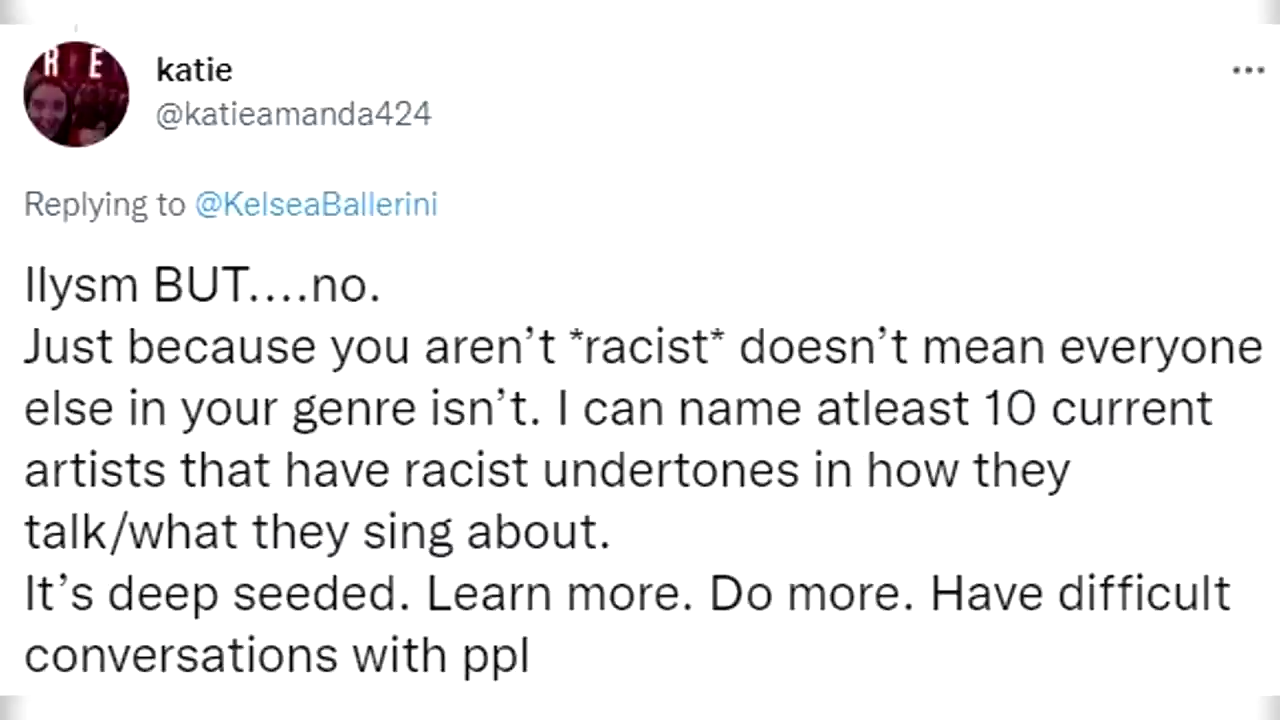 R E
katie
@katieamanda424
Replying to @KelseaBallerini
Ilysm BUT....no.
Just because you aren’t *racist* doesn’t mean everyone
else in your genre isn’t. I can name atleast 10 current
artists that have racist undertones in how they
talk/what they sing about.
It’s deep seeded. Learn more. Do more. Have difficult
conversations with ppl